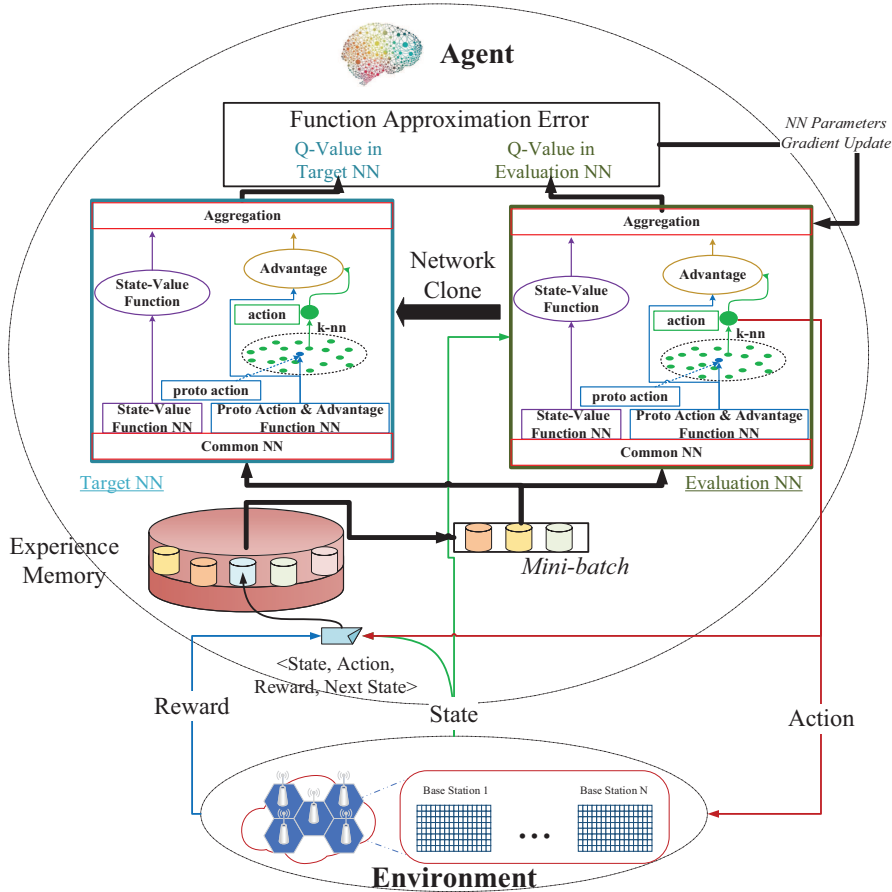 Agent
Function Approximation Error
Q-Value in
Target NN
Q-Value in
Evaluation NN
NN Parameters
Gradient Update
Aggregation
State-Value
Function
Advantage
action
k-nn
proto action
State-Value
Function NN
Proto Action & Advantage
Function NN
Common NN
Target NN
Network
Clone
Aggregation
State-Value
Function
Advantage
action
k-nn
proto action
State-Value
Function NN
Proto Action & Advantage
Function NN
Common NN
Evaluation NN
Experience
Memory
Mini-batch
<State, Action,
Reward, Next State>
Reward
State
Action
Base Station 1
Base Station N
...
Environment